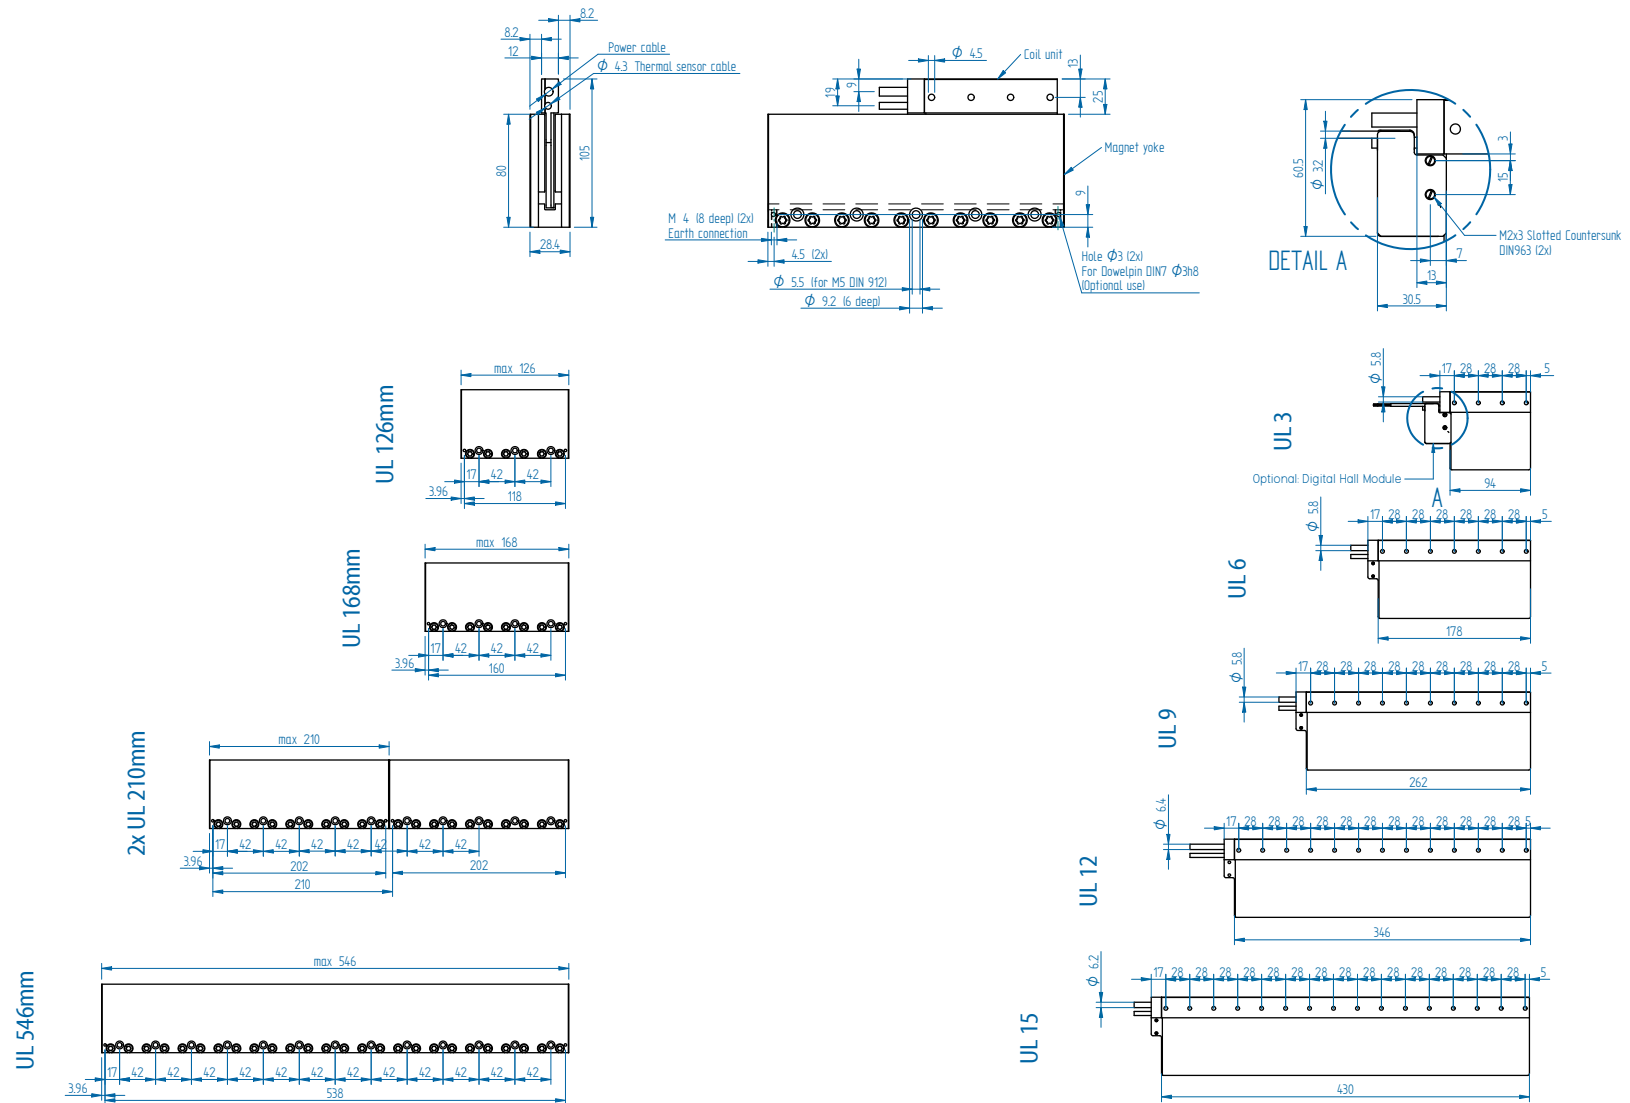 8.2
8.2
12
Power cable
Φ 4.3 Thermal sensor cable
80
105
28.4
Φ 4.5
Coil unit
13
25
19
9
Magnet yoke
9
M 4 (8 deep) (2x)
Earth connection
4.5 (2x)
Φ 5.5 (for M5 DIN 912)
Φ 9.2 (6 deep)
Hole Φ3 (2x)
For Dowelpin DIN7 Φ3h8
(Optional use)
60.5
Φ 3.2
3
15
M2x3 Slotted Countersunk
DIN963 (2x)
7
13
30.5
DETAIL A
UL 126mm
max 126
17 42 42
3.96
118
UL 168mm
max 168
17 42 42 42
3.96
160
2x UL 210mm
max 210
17 42 42 42 42 42 42 42 42
3.96
202 202
210
UL 546mm
max 546
17 42 42 42 42 42 42 42 42 42 42 42 42
3.96
538
UL 3
Φ 5.8
17 28 28 28 5
Optional: Digital Hall Module
A
94
UL 6
Φ 5.8
17 28 28 28 28 28 28 5
178
UL 9
Φ 5.8
17 28 28 28 28 28 28 28 28 28 5
262
UL 12
Φ 6.4
17 28 28 28 28 28 28 28 28 28 28 28 28 5
346
UL 15
Φ 6.2
17 28 28 28 28 28 28 28 28 28 28 28 28 28 28 28 5
430